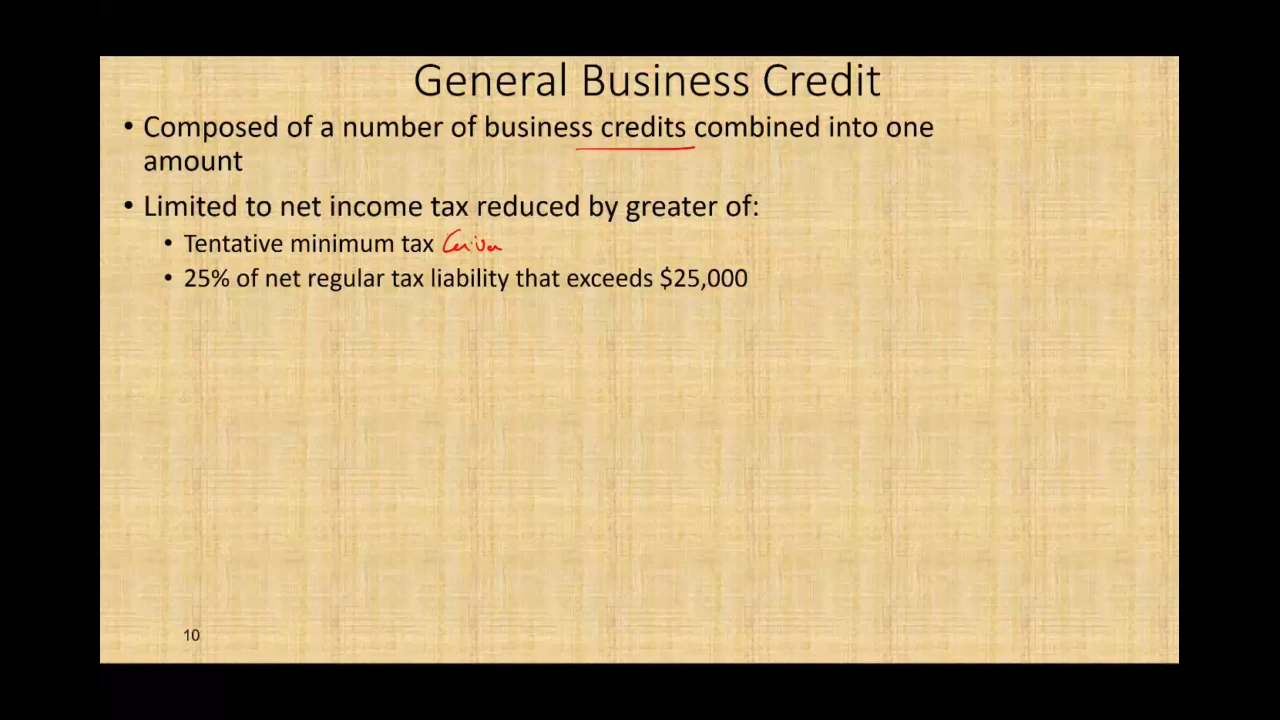 General Business Credit
• Composed of a number of business credits combined into one
amount
• Limited to net income tax reduced by greater of:
• Tentative minimum tax
• 25% of net regular tax liability that exceeds $25,000
10